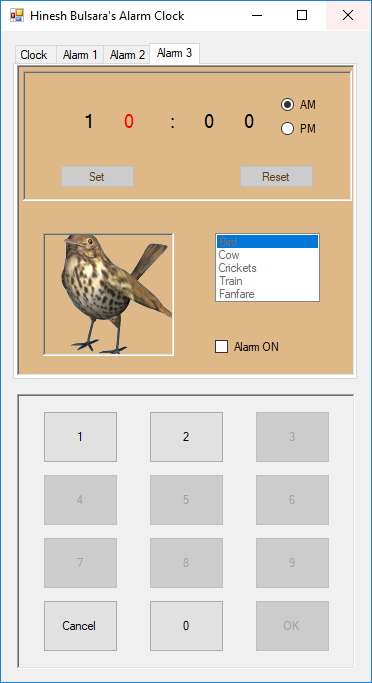 Hinesh Bulsara's Alarm Clock
Clock Alarm 1 Alarm 2 Alarm 3
1 0 : 0 0
AM
PM
Set Reset
Bird
Cow
Crickets
Train
Fanfare
Alarm ON
1 2 3
4 5 6
7 8 9
Cancel 0 OK